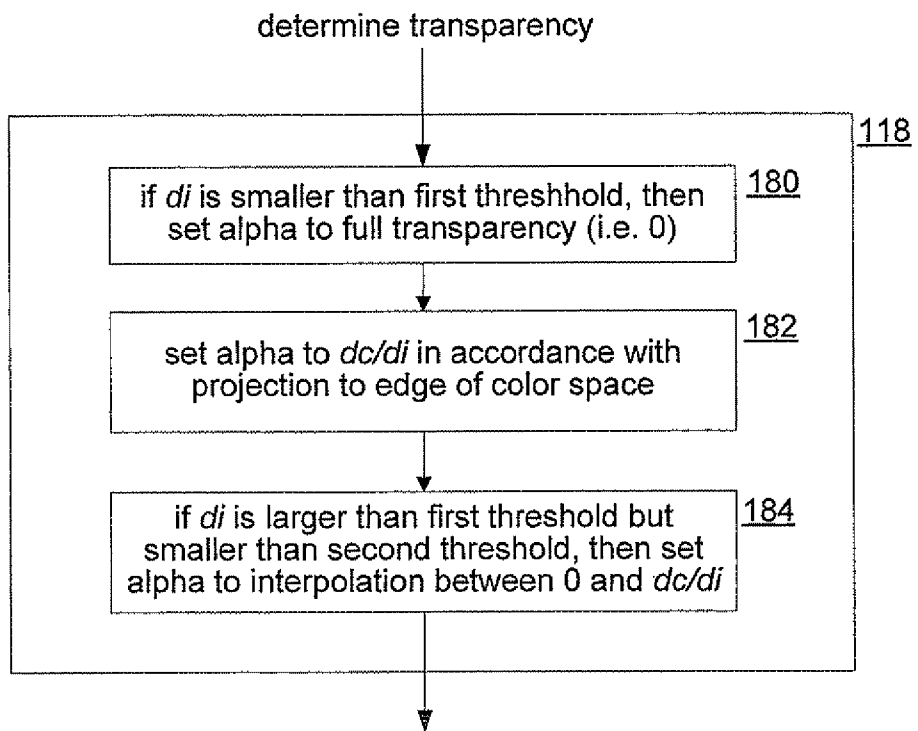 determine transparency
118
if di is smaller than first threshhold, then
set alpha to full transparency (i.e. 0)
180
set alpha to dc/di in accordance with
projection to edge of color space
182
if di is larger than first threshold but
smaller than second threshold, then set
alpha to interpolation between 0 and dc/di
184